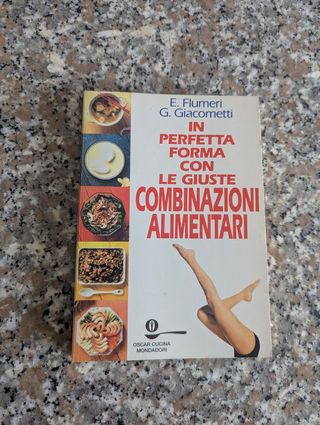 E. Flumeri
G. Giacometti
IN
PERFETTA
FORMA
CON
LE GIUSTE
COMBINAZIONI
ALIMENTARI
OSCAR CUCINA
MONDADORI